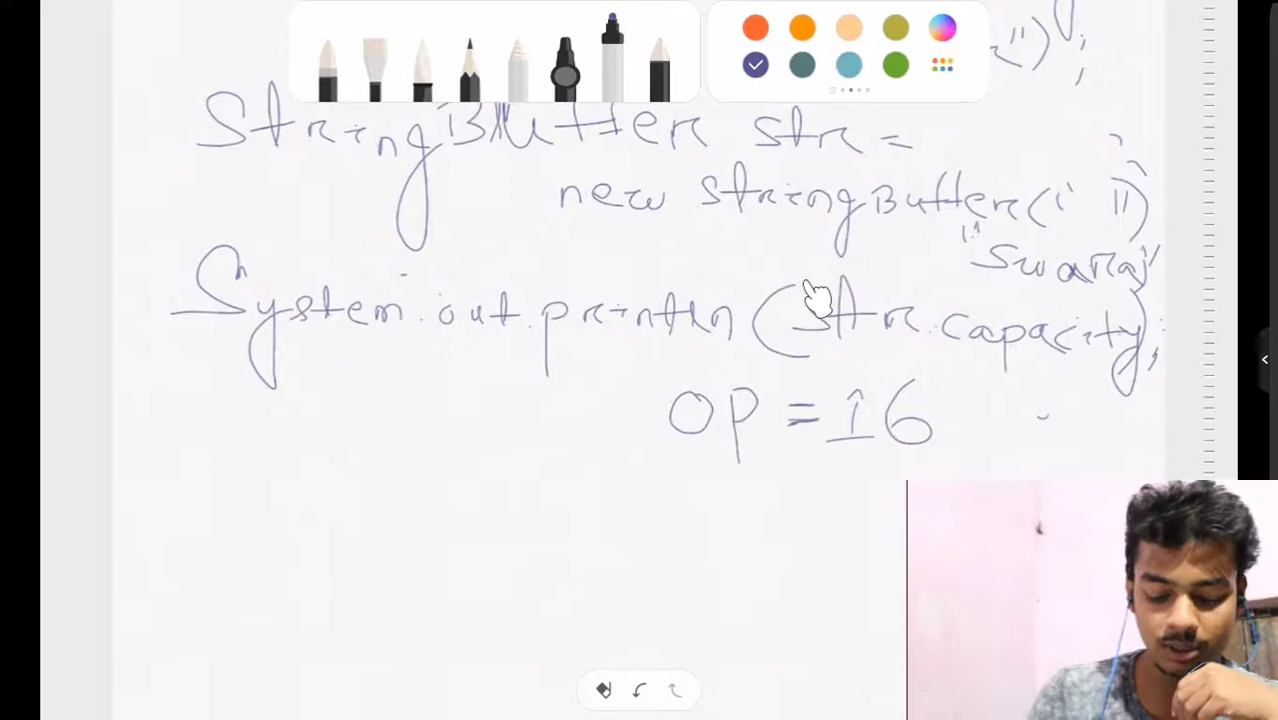 ");
StringBuffer str =
new StringBuffer(" ")
"Swaraj"
System.out.println(str.capacity);
OP = 16